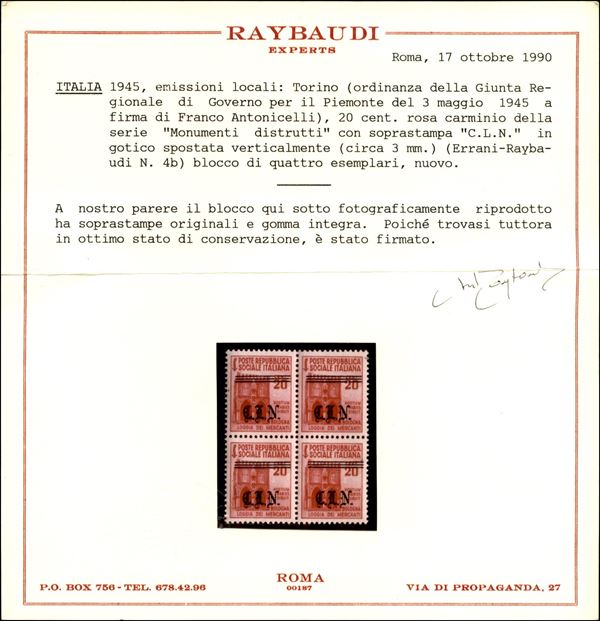 RAYBAUDI
EXPERTS
Roma, 17 ottobre 1990
ITALIA 1945, emissioni locali: Torino (ordinanza della Giunta Re-
gionale di Governo per il Piemonte del 3 maggio 1945 a
firma di Franco Antonicelli), 20 cent. rosa carminio della
serie "Monumenti distrutti" con soprastampa "C.L.N." in
gotico spostata verticalmente (circa 3 mm.) (Errani-Rayba-
udi N. 4b) blocco di quattro esemplari, nuovo.
A nostro parere il blocco qui sotto fotograficamente riprodotto
ha soprastampe originali e gomma integra. Poiché trovasi tuttora
in ottimo stato di conservazione, è stato firmato.
POSTE REPUBBLICA
SOCIALE ITALIANA
20
C.L.N.
BOLOGNA
LOGGIA DEI MERCANTI
POSTE REPUBBLICA
SOCIALE ITALIANA
20
C.L.N.
BOLOGNA
LOGGIA DEI MERCANTI
POSTE REPUBBLICA
SOCIALE ITALIANA
20
C.L.N.
BOLOGNA
LOGGIA DEI MERCANTI
POSTE REPUBBLICA
SOCIALE ITALIANA
20
C.L.N.
BOLOGNA
LOGGIA DEI MERCANTI
P.O. BOX 756 - TEL. 678.42.96
ROMA
00187
VIA DI PROPAGANDA, 27